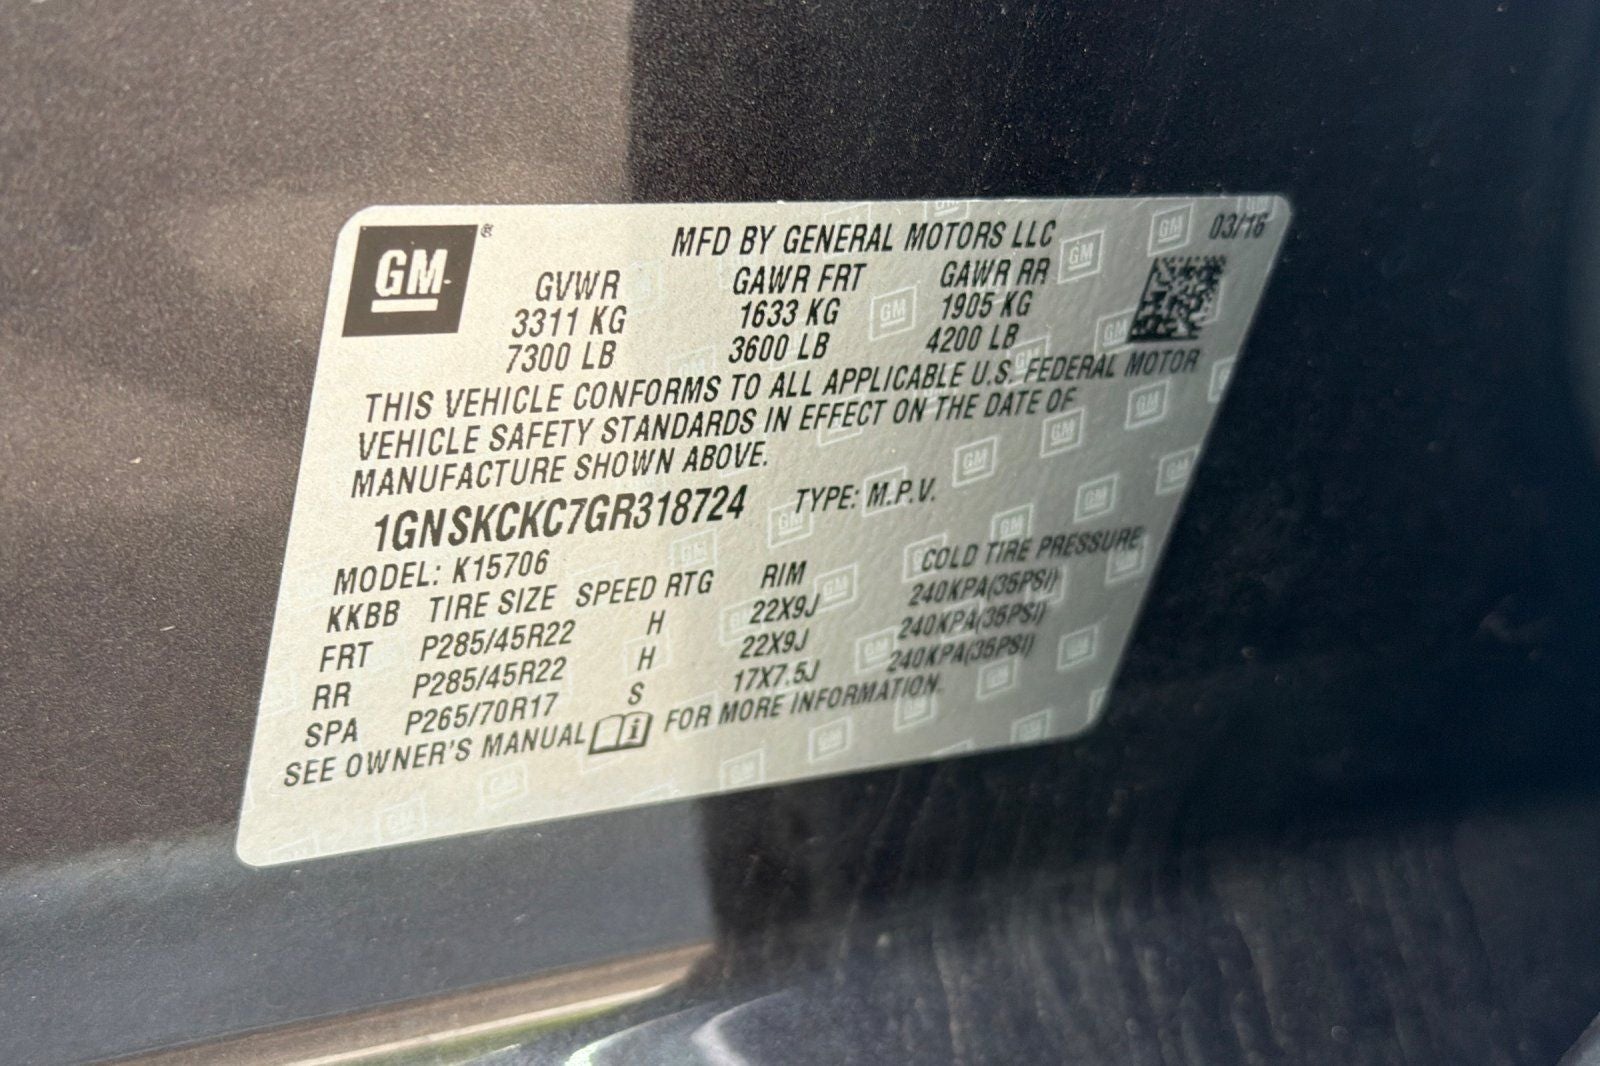 GM ®
MFD BY GENERAL MOTORS LLC 03/16
GVWR GAWR FRT GAWR RR
3311 KG 1633 KG 1905 KG
7300 LB 3600 LB 4200 LB
THIS VEHICLE CONFORMS TO ALL APPLICABLE U.S. FEDERAL MOTOR
VEHICLE SAFETY STANDARDS IN EFFECT ON THE DATE OF
MANUFACTURE SHOWN ABOVE.
1GNSKCKC7GR318724 TYPE: M.P.V.
MODEL: K15706
KKBB TIRE SIZE SPEED RTG RIM COLD TIRE PRESSURE
FRT P285/45R22 H 22X9J 240KPA(35PSI)
RR P285/45R22 H 22X9J 240KPA(35PSI)
SPA P265/70R17 S 17X7.5J 240KPA(35PSI)
SEE OWNER'S MANUAL FOR MORE INFORMATION.